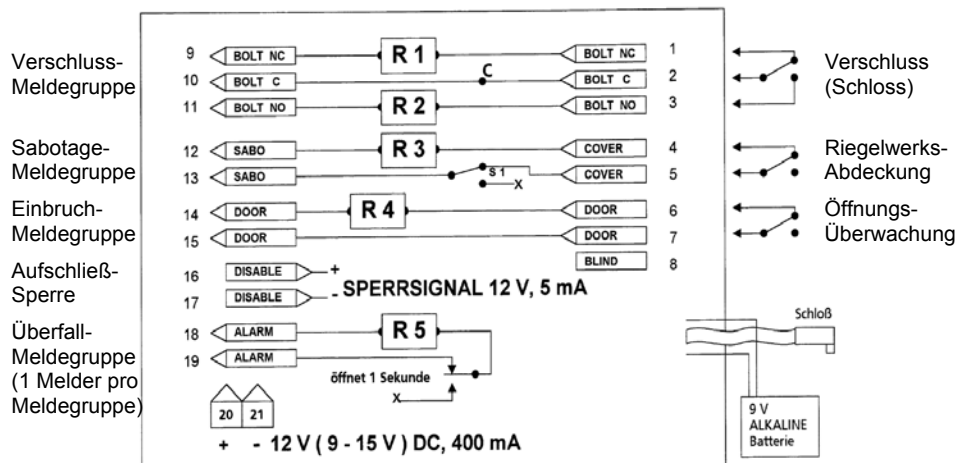 Verschluss-
Meldegruppe
9 BOLT NC R 1 BOLT NC 1
10 BOLT C C BOLT C 2
11 BOLT NO R 2 BOLT NO 3
Verschluss
(Schloss)
Sabotage-
Meldegruppe
12 SABO R 3 COVER 4
13 SABO S 1 COVER 5
X
Riegelwerks-
Abdeckung
Einbruch-
Meldegruppe
14 DOOR R 4 DOOR 6
15 DOOR DOOR 7
Öffnungs-
Überwachung
BLIND 8
Aufschließ-
Sperre
16 DISABLE +
17 DISABLE - SPERRSIGNAL 12 V, 5 mA
Überfall-
Meldegruppe
(1 Melder pro
Meldegruppe)
18 ALARM R 5
19 ALARM
öffnet 1 Sekunde
X
20 21
+ - 12 V ( 9 - 15 V ) DC, 400 mA
Schloß
9 V
ALKALINE
Batterie